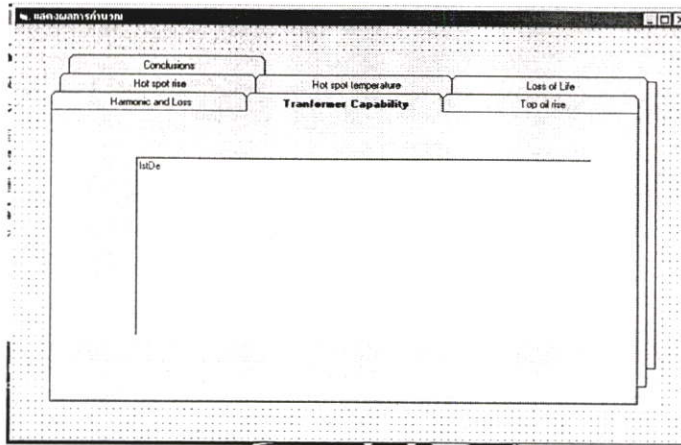 แสดงผลการคำนวณ
Conclusions
Hot spot rise Hot spot temperature Loss of Life
Harmonic and Loss Tranformer Capability Top oil rise
lstDe